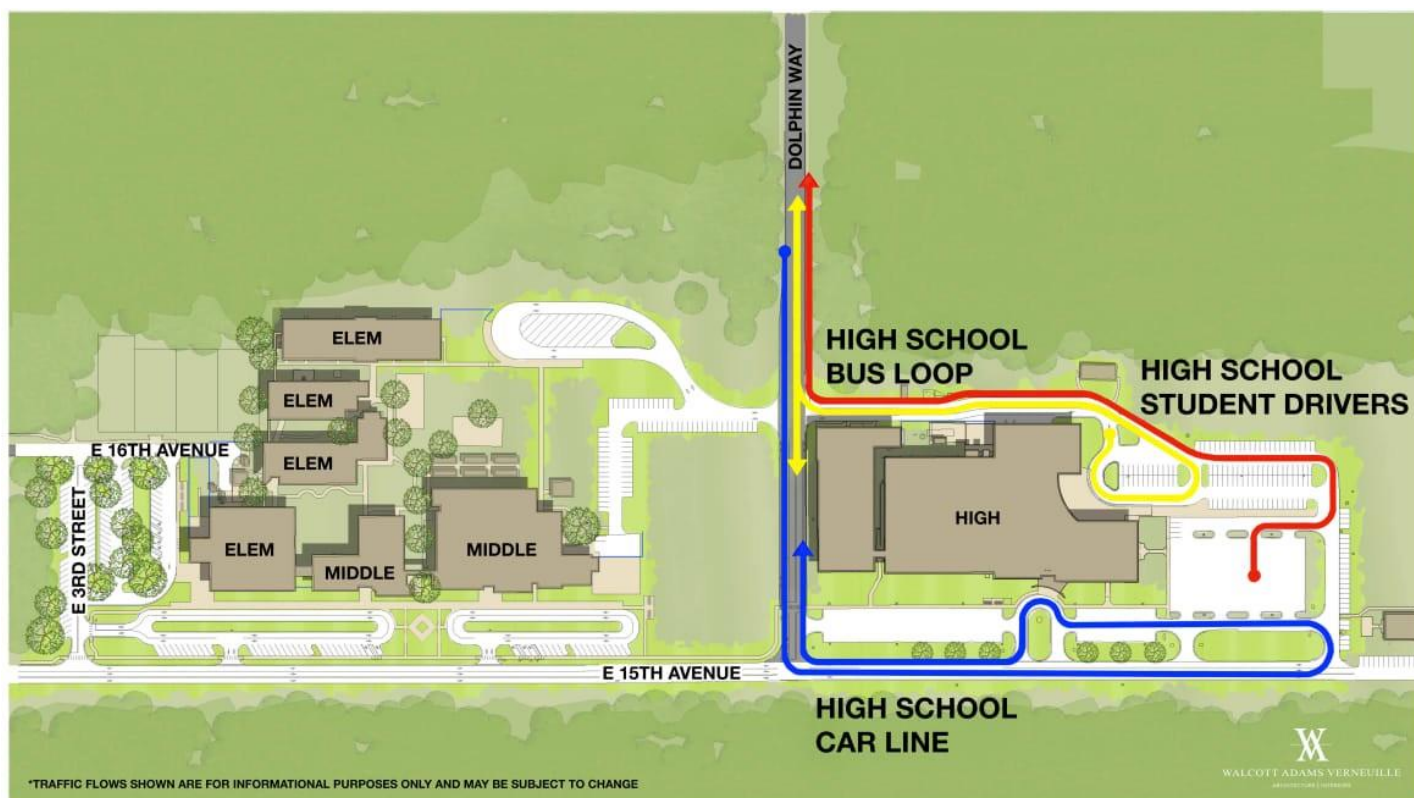 DOLPHIN WAY
HIGH SCHOOL
BUS LOOP
HIGH SCHOOL
STUDENT DRIVERS
ELEM
ELEM
E 16TH AVENUE
ELEM
E 3RD STREET
ELEM
MIDDLE
MIDDLE
HIGH
E 15TH AVENUE
HIGH SCHOOL
CAR LINE
WALCOTT ADAMS VERNEUILLE
ARCHITECTURE | INTERIORS
*TRAFFIC FLOWS SHOWN ARE FOR INFORMATIONAL PURPOSES ONLY AND MAY BE SUBJECT TO CHANGE